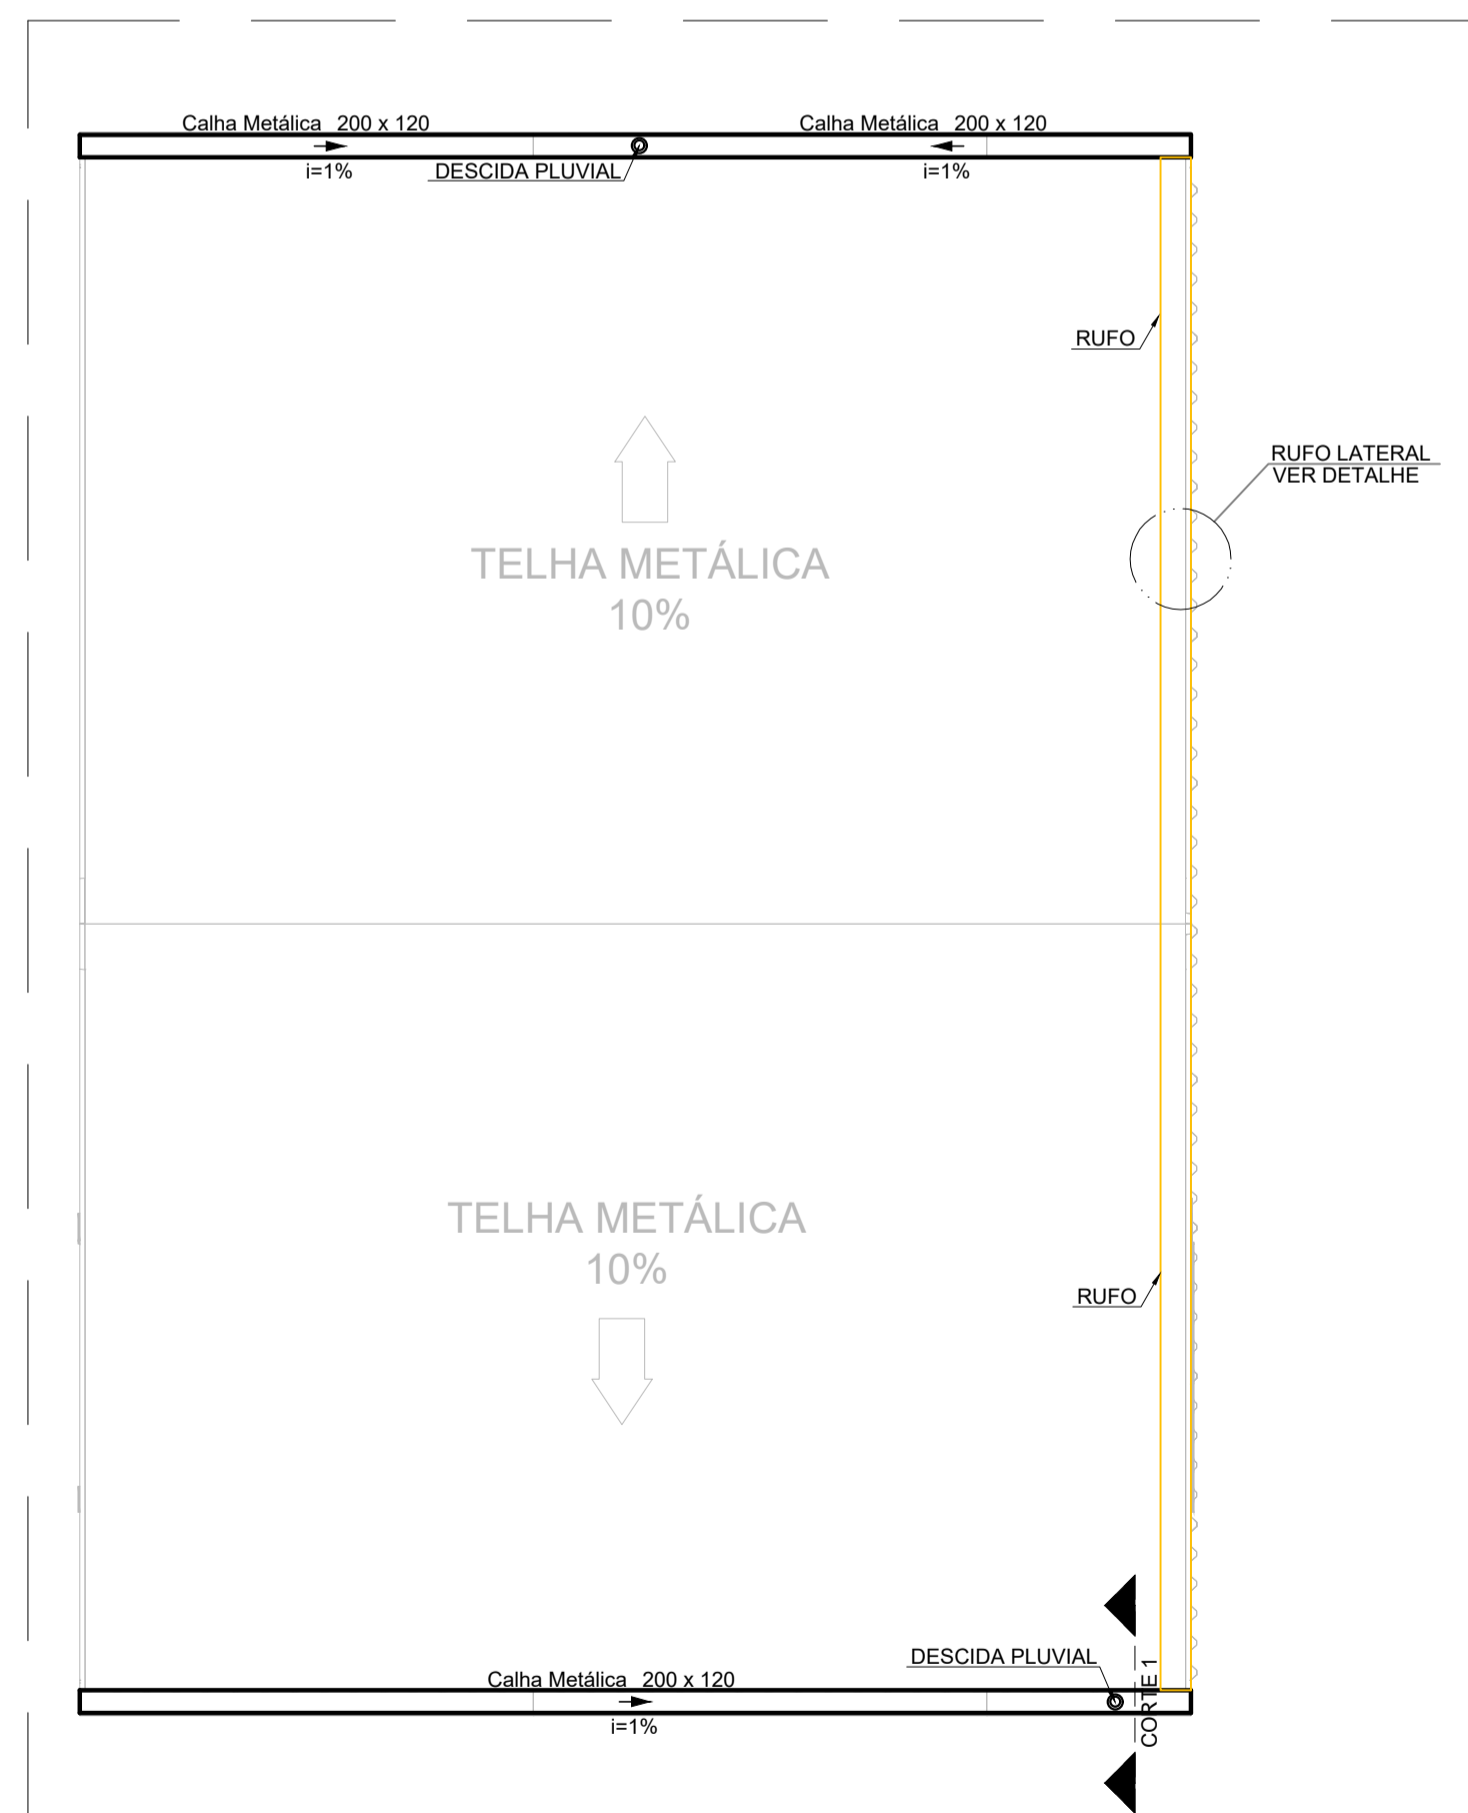 Calha Metálica 200 x 120
Calha Metálica 200 x 120
i=1%
DESCIDA PLUVIAL
i=1%
RUFO
RUFO LATERAL
VER DETALHE
TELHA METÁLICA
10%
TELHA METÁLICA
10%
RUFO
DESCIDA PLUVIAL
Calha Metálica 200 x 120
i=1%
CORTE 1